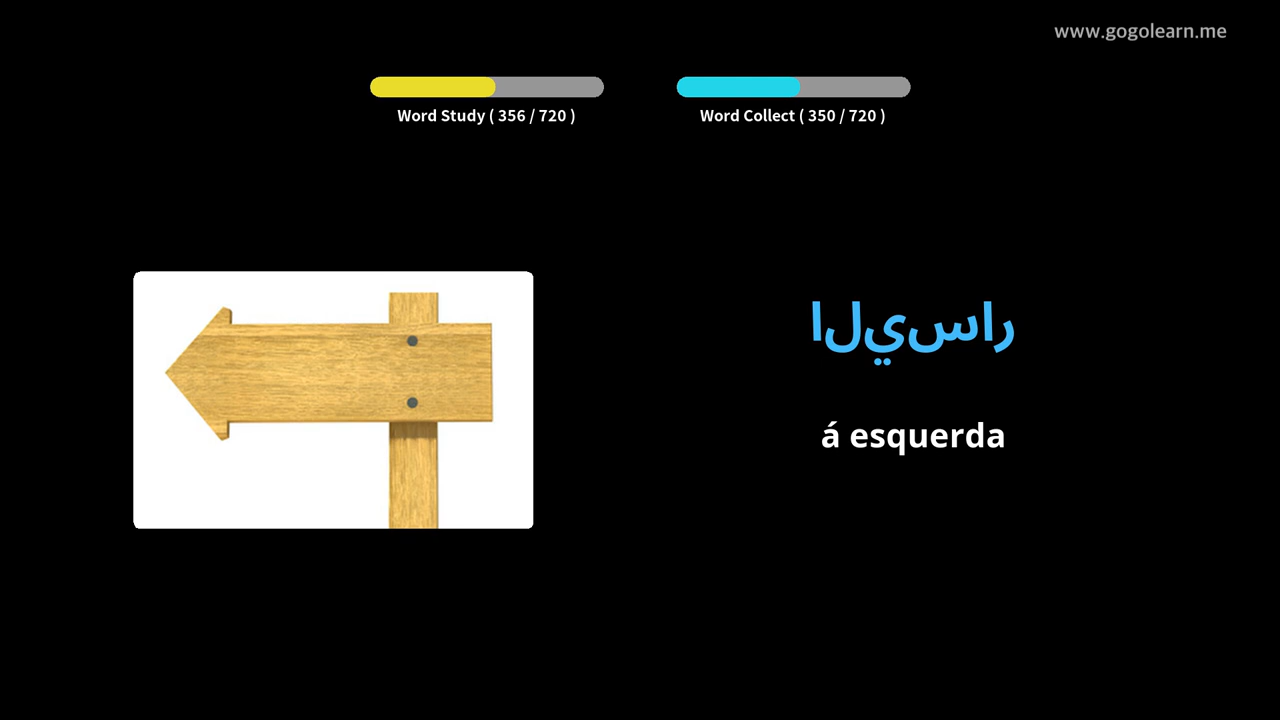 www.gogolearn.me
Word Study ( 356 / 720 )
Word Collect ( 350 / 720 )
اليسار
á esquerda